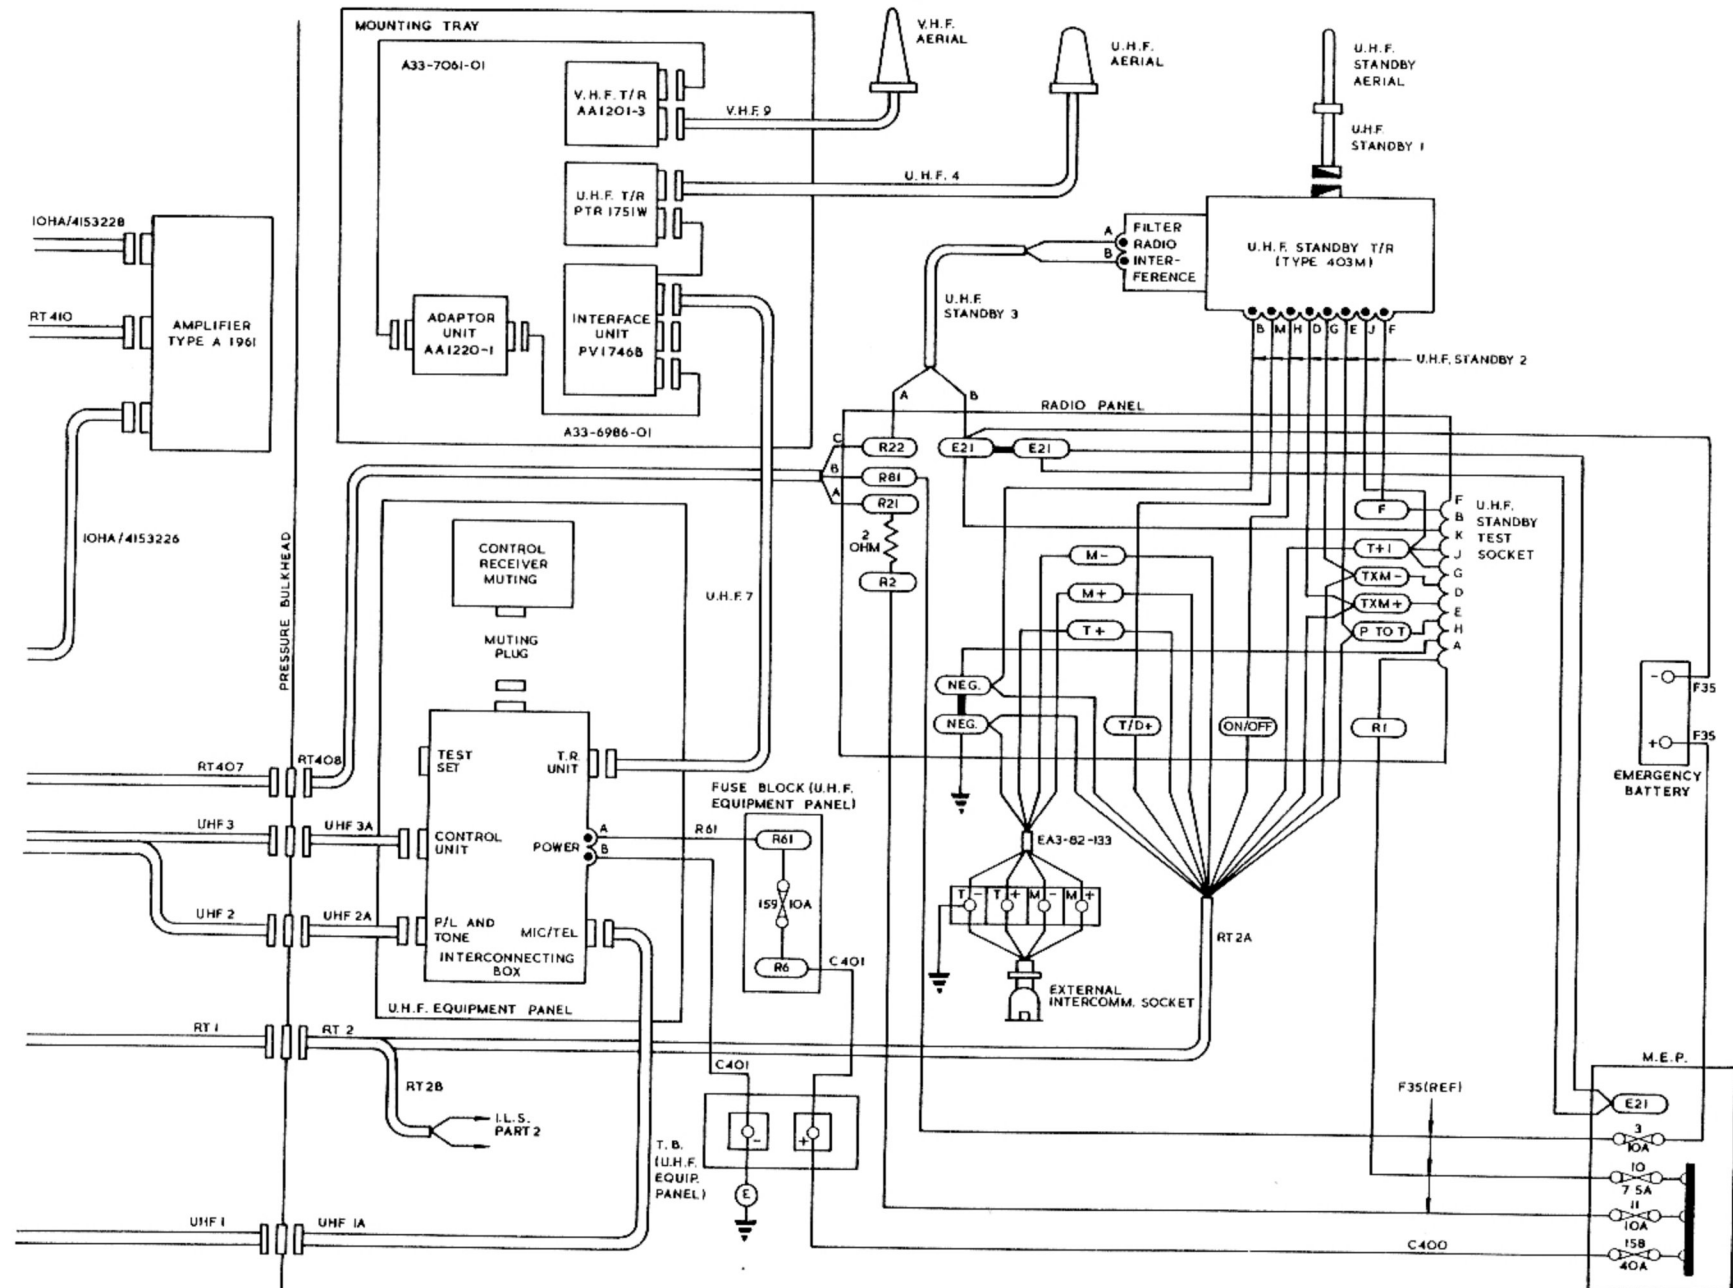 MOUNTING TRAY
A33-7061-01
V.H.F. T/R
AA1201-3
V.H.F. 9
V.H.F.
AERIAL
U.H.F.
AERIAL
U.H.F.
STANDBY
AERIAL
U.H.F.
STANDBY 1
U.H.F. T/R
PTR 1751W
U.H.F. 4
10HA/4153228
RT410
AMPLIFIER
TYPE A 1961
10HA/4153226
ADAPTOR
UNIT
AA1220-1
INTERFACE
UNIT
PV1746B
A33-6986-01
A
B
FILTER
RADIO
INTER-
FERENCE
U.H.F. STANDBY T/R
(TYPE 403M)
B M H D G E J F
U.H.F. STANDBY 2
U.H.F.
STANDBY 3
A
B
RADIO PANEL
C
B
A
R22
R81
R21
2
OHM
R2
E21
E21
F
T+1
TXM-
TXM+
P TO T
F
B
K
J
G
D
E
H
A
U.H.F.
STANDBY
TEST
SOCKET
M-
M+
T+
NEG.
NEG.
T/D+
ON/OFF
R1
-
F35
+
F35
EMERGENCY
BATTERY
PRESSURE BULKHEAD
CONTROL
RECEIVER
MUTING
MUTING
PLUG
U.H.F. 7
TEST
SET
T.R.
UNIT
CONTROL
UNIT
POWER
A
B
P/L AND
TONE
MIC/TEL
INTERCONNECTING
BOX
U.H.F. EQUIPMENT PANEL
RT407
RT408
UHF 3
UHF 3A
UHF 2
UHF 2A
RT 1
RT 2
RT2B
I.L.S.
PART 2
UHF 1
UHF 1A
FUSE BLOCK (U.H.F.
EQUIPMENT PANEL)
R61
R61
159 10A
R6
C401
C401
T. B.
(U.H.F.
EQUIP.
PANEL)
-
+
E
EA3-82-133
T- T+ M- M+
EXTERNAL
INTERCOMM. SOCKET
RT2A
M.E.P.
F35(REF)
E21
3
10A
10
7.5A
11
10A
158
40A
C400